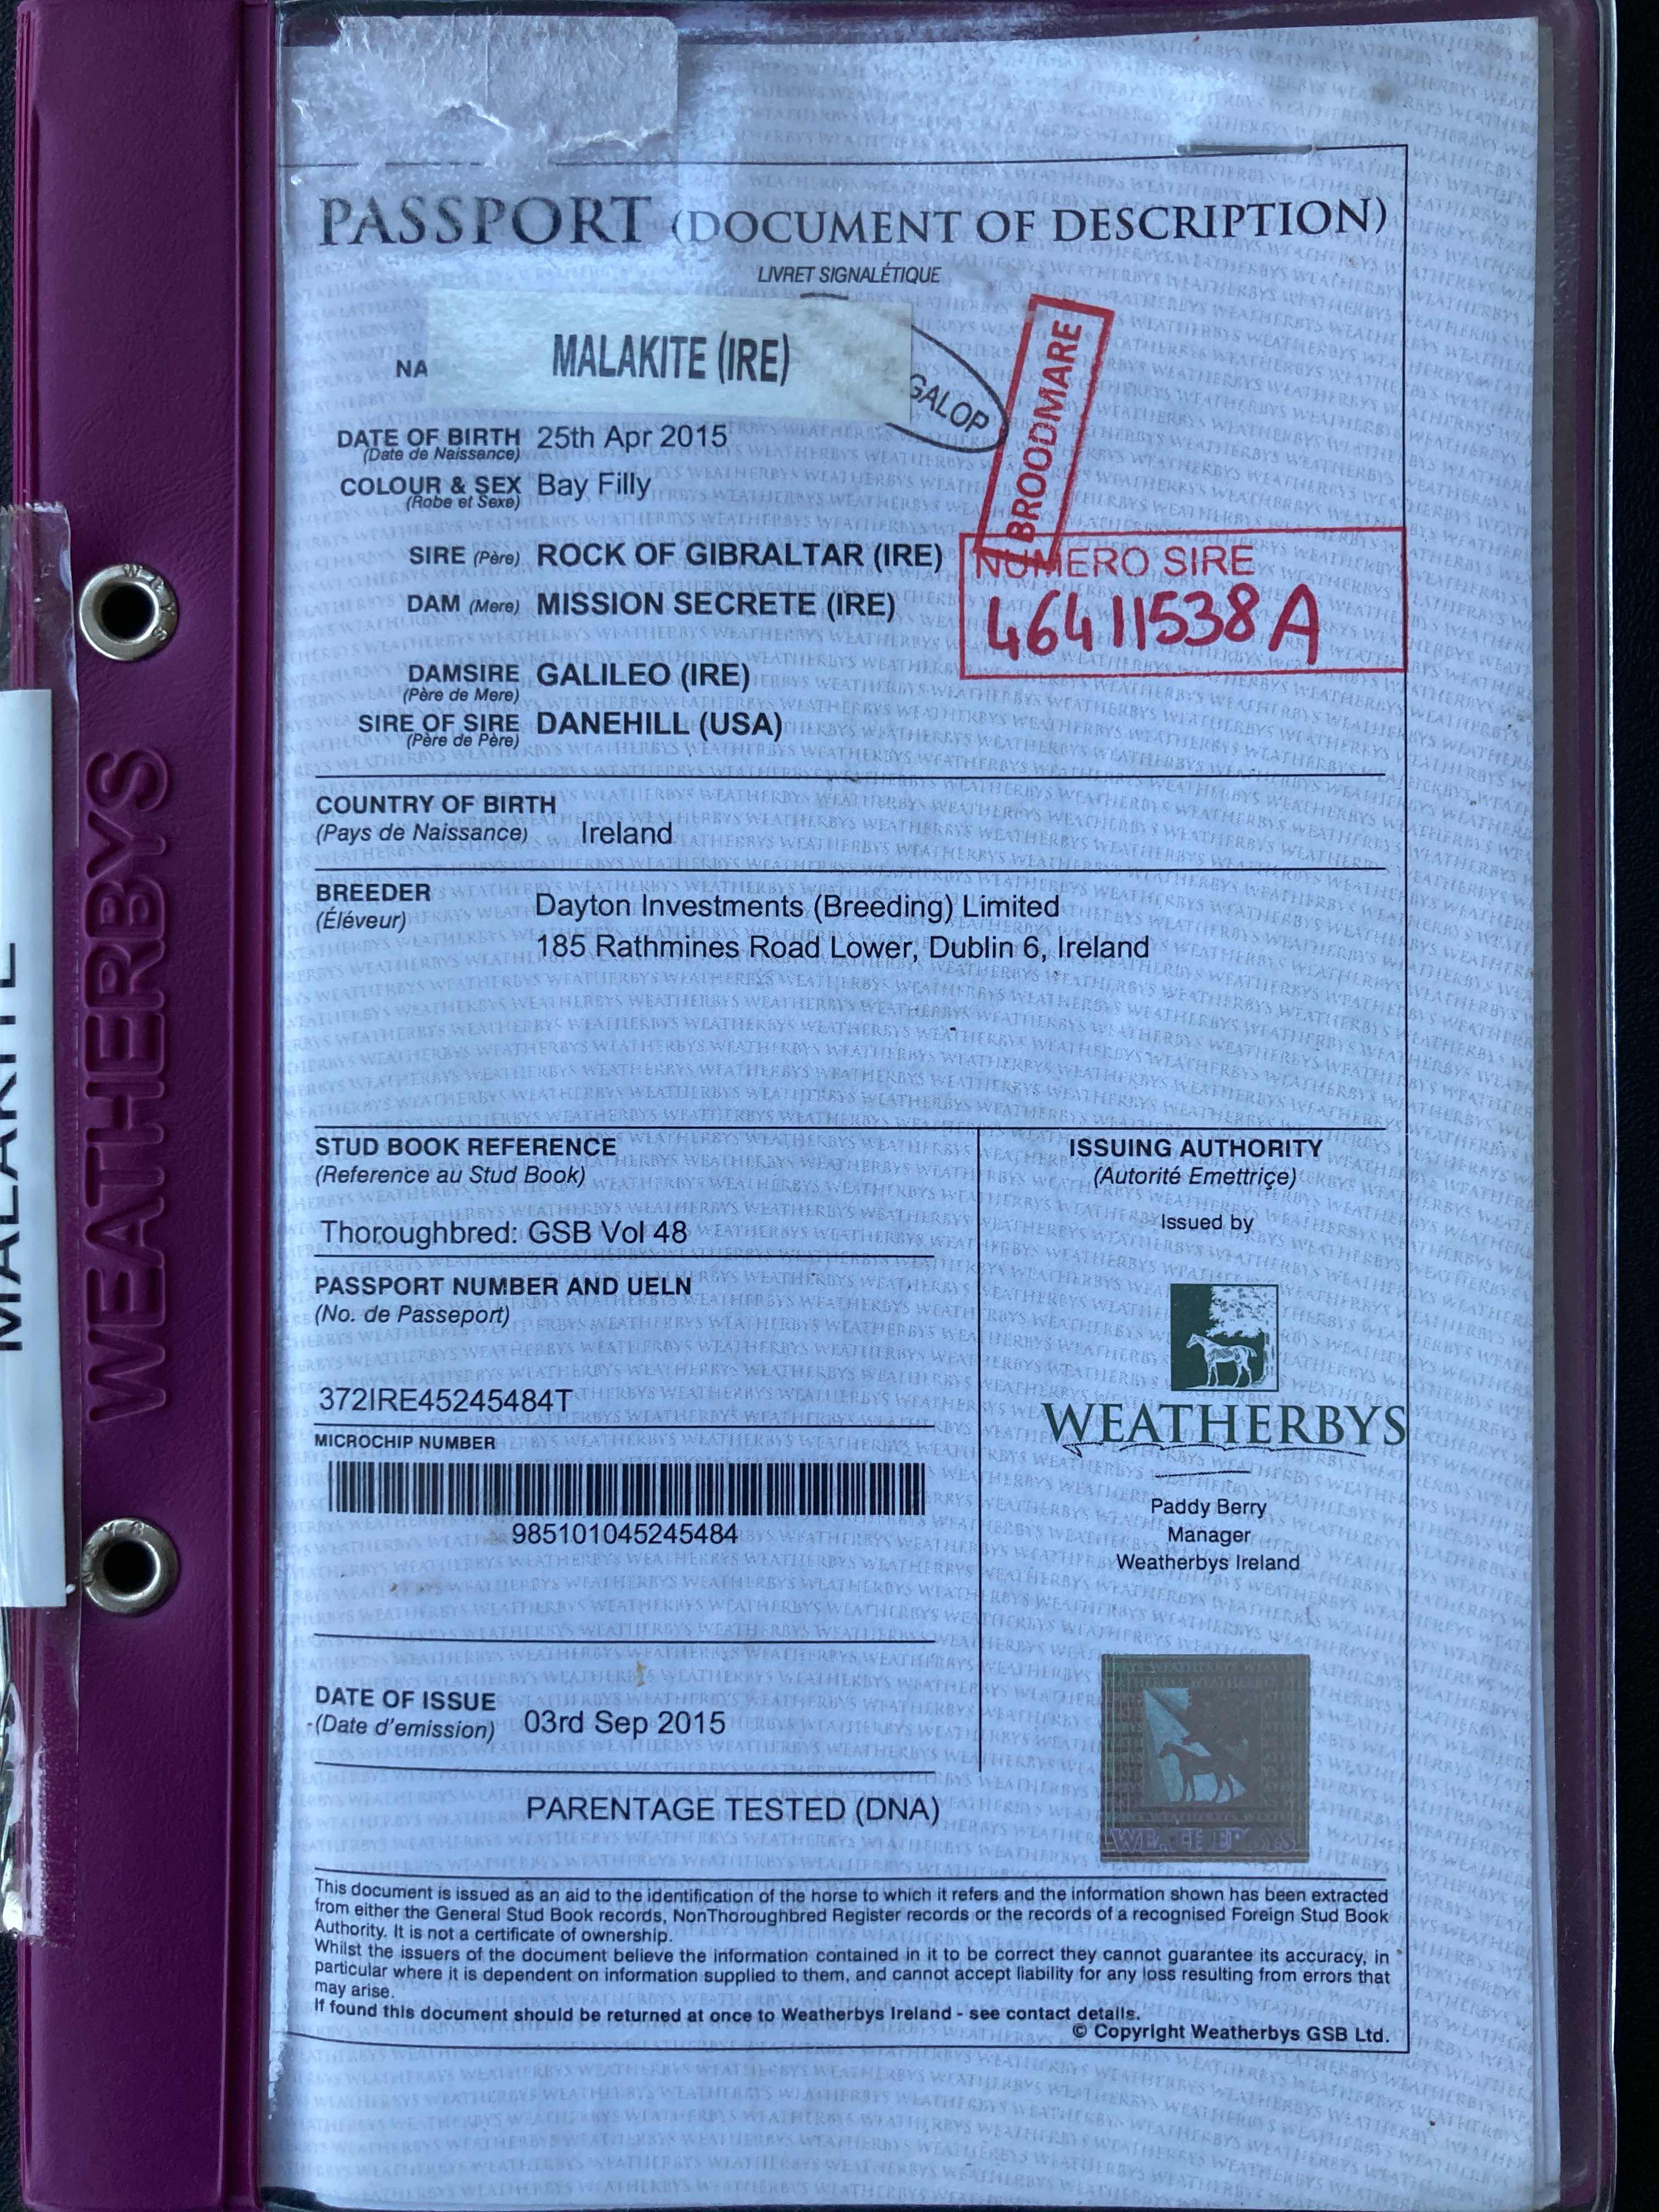 PASSPORT (DOCUMENT OF DESCRIPTION)
LIVRET SIGNALÉTIQUE
NA
MALAKITE (IRE)
GALOP
BROODMARE
DATE OF BIRTH 25th Apr 2015
(Date de Naissance)
COLOUR & SEX Bay Filly
(Robe et Sexe)
SIRE (Père) ROCK OF GIBRALTAR (IRE)
NUMERO SIRE
46411538A
DAM (Mere) MISSION SECRETE (IRE)
DAMSIRE GALILEO (IRE)
(Père de Mere)
SIRE OF SIRE DANEHILL (USA)
(Père de Père)
COUNTRY OF BIRTH
(Pays de Naissance) Ireland
BREEDER
(Éléveur)
Dayton Investments (Breeding) Limited
185 Rathmines Road Lower, Dublin 6, Ireland
STUD BOOK REFERENCE
(Reference au Stud Book)
Thoroughbred: GSB Vol 48
PASSPORT NUMBER AND UELN
(No. de Passeport)
372IRE45245484T
MICROCHIP NUMBER
985101045245484
DATE OF ISSUE
(Date d'emission) 03rd Sep 2015
ISSUING AUTHORITY
(Autorité Emettriçe)
Issued by
WEATHERBYS
Paddy Berry
Manager
Weatherbys Ireland
PARENTAGE TESTED (DNA)
This document is issued as an aid to the identification of the horse to which it refers and the information shown has been extracted
from either the General Stud Book records, NonThoroughbred Register records or the records of a recognised Foreign Stud Book
Authority. It is not a certificate of ownership.
Whilst the issuers of the document believe the information contained in it to be correct they cannot guarantee its accuracy, in
particular where it is dependent on information supplied to them, and cannot accept liability for any loss resulting from errors that
may arise.
If found this document should be returned at once to Weatherbys Ireland - see contact details.
© Copyright Weatherbys GSB Ltd.
WEATHERBYS
MALAKITE